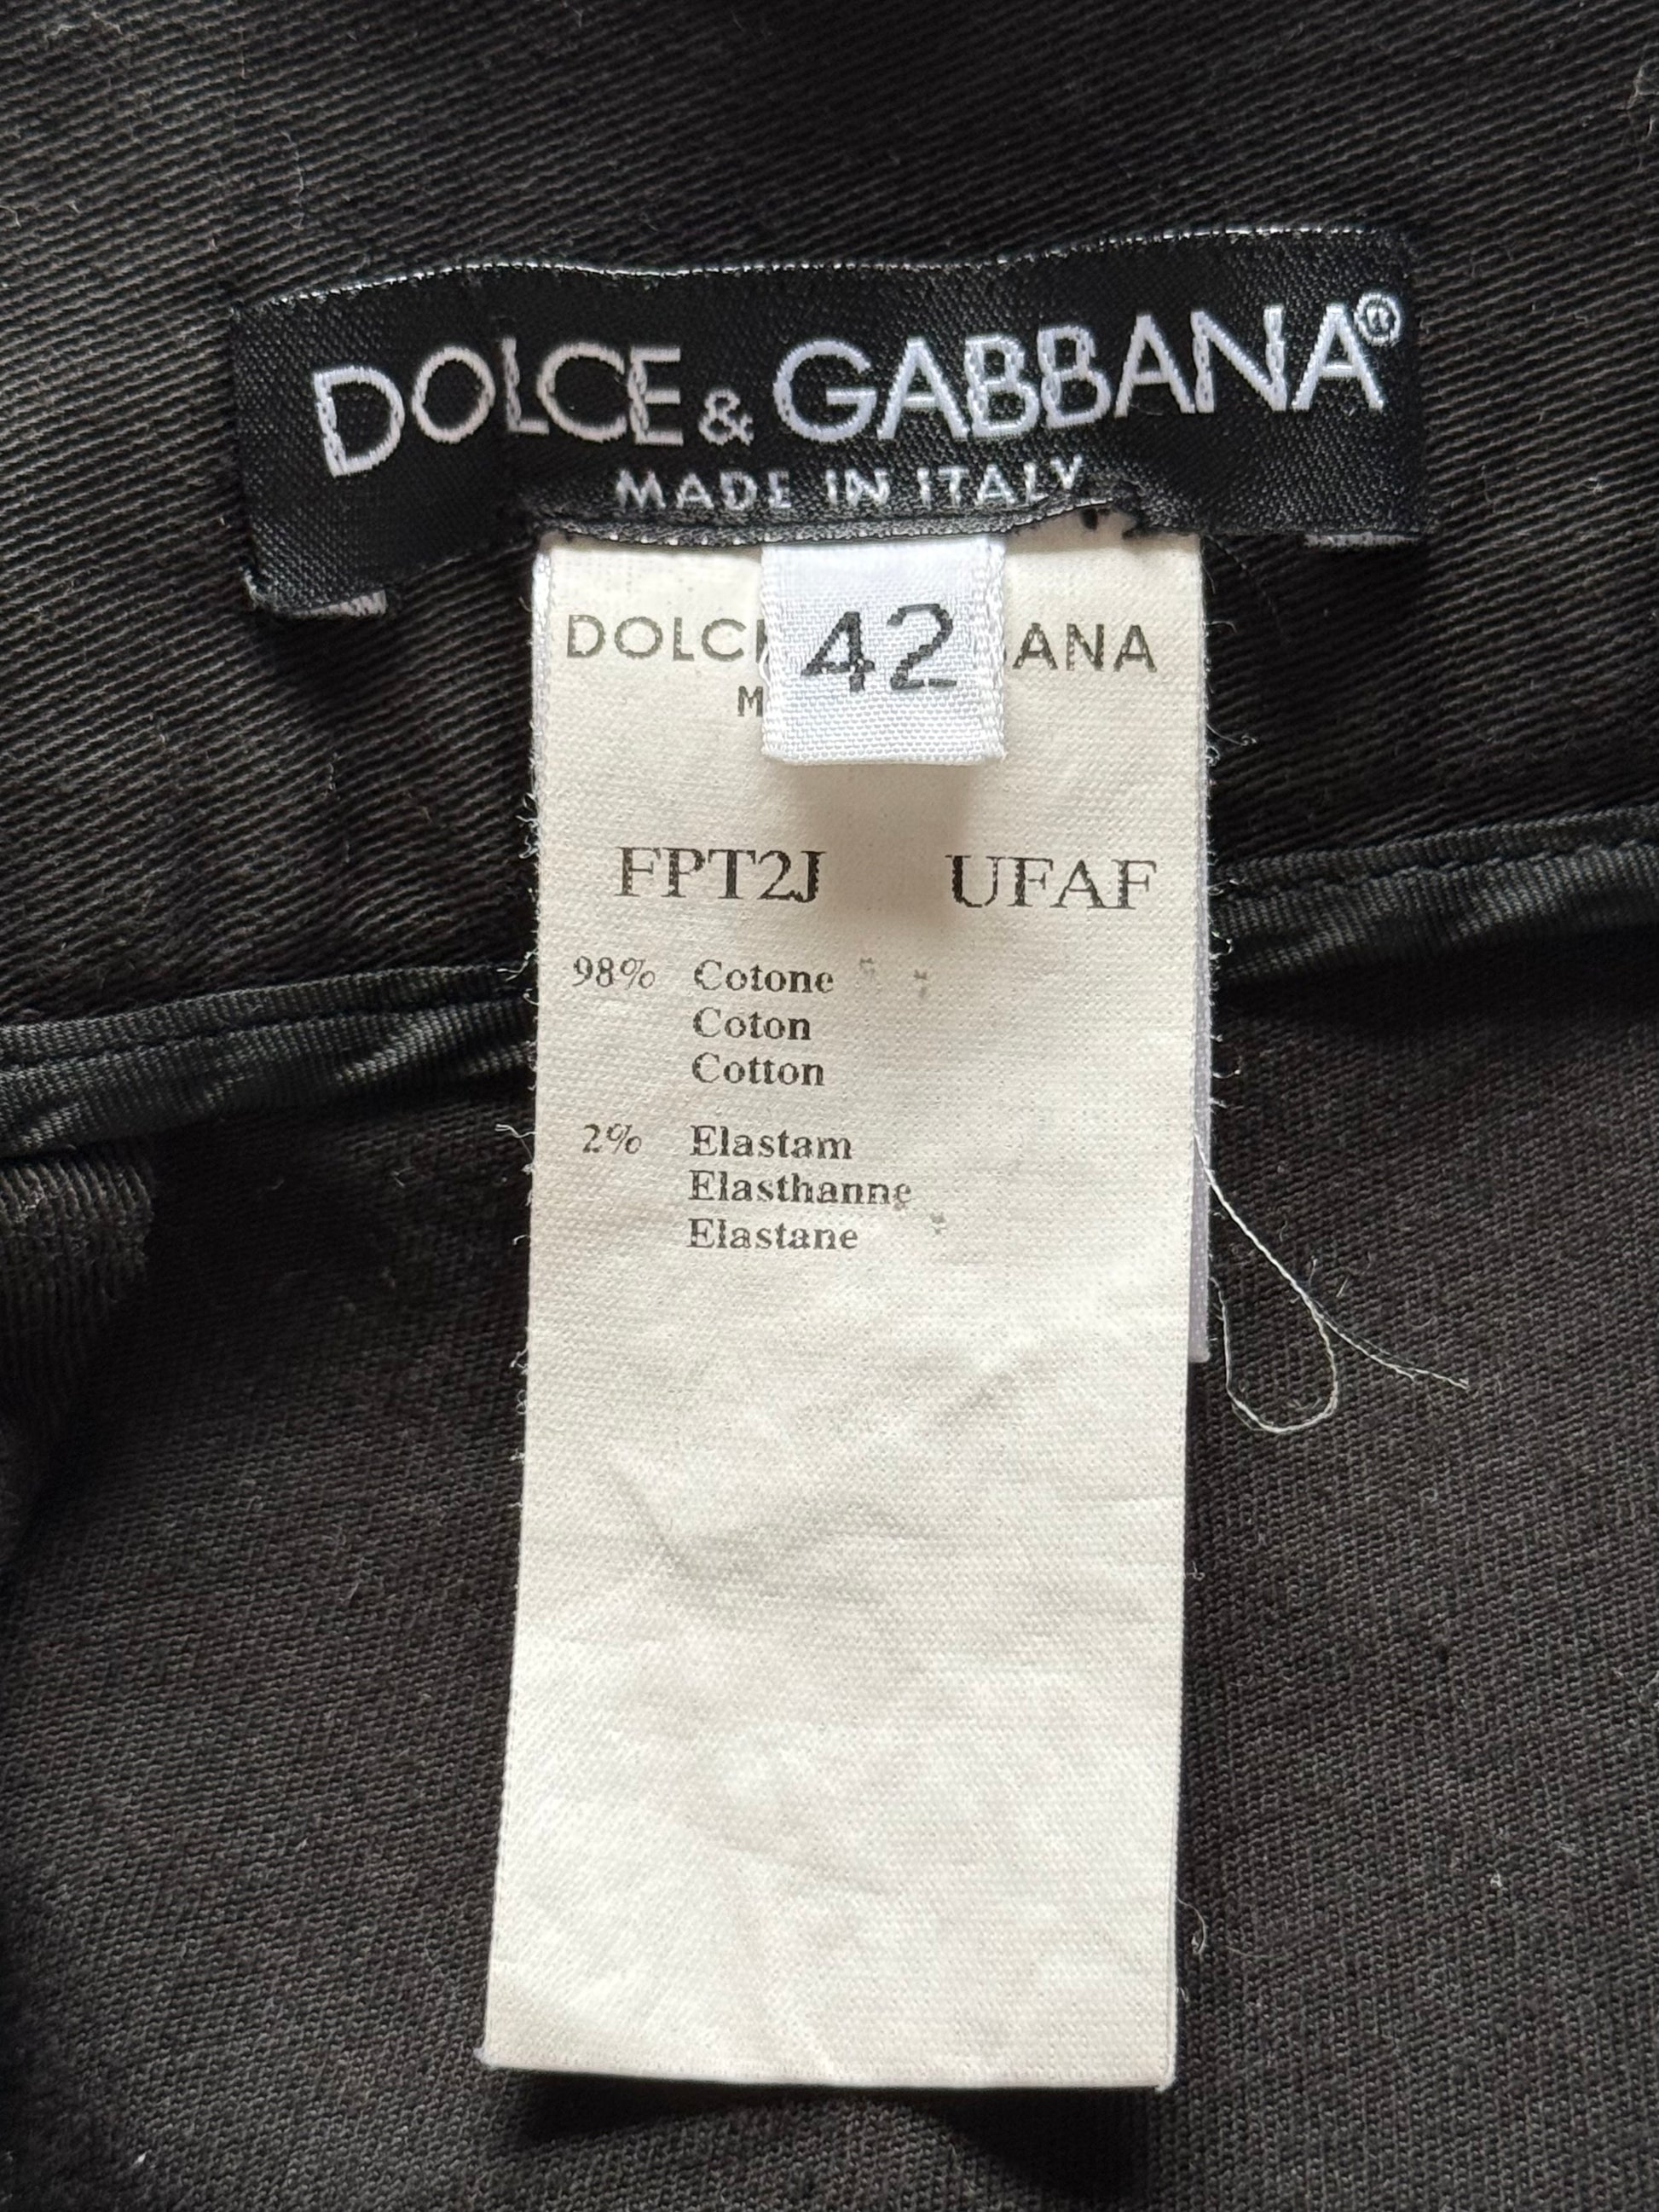 DOLCE & GABBANA®
MADE IN ITALY
42
FPT2J UFAF
98% Cotone
Coton
Cotton
2% Elastam
Elasthanne
Elastane